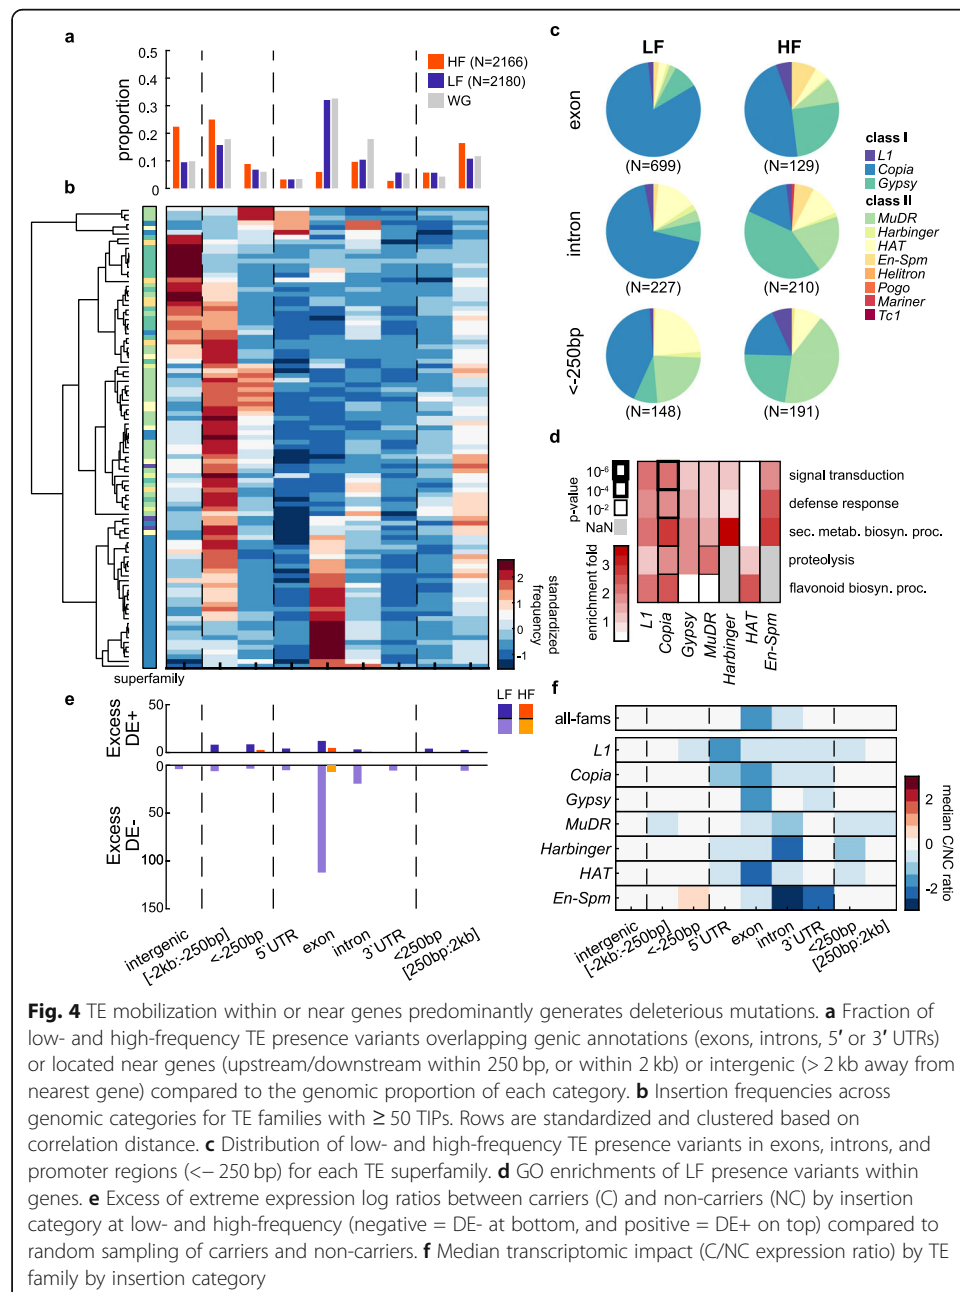 a
0.5
0.4
0.3
0.2
0.1
0
proportion
HF (N=2166)
LF (N=2180)
WG
b
superfamily
2
1
0
-1
standardized
frequency
c
LF
HF
exon
(N=699)
(N=129)
intron
(N=227)
(N=210)
<-250bp
(N=148)
(N=191)
class I
L1
Copia
Gypsy
class II
MuDR
Harbinger
HAT
En-Spm
Helitron
Pogo
Mariner
Tc1
d
p-value
10-6
10-4
10-2
NaN
enrichment fold
3
2
1
signal transduction
defense response
sec. metab. biosyn. proc.
proteolysis
flavonoid biosyn. proc.
L1
Copia
Gypsy
MuDR
Harbinger
HAT
En-Spm
e
LF
HF
Excess
DE+
50
0
Excess
DE-
0
50
100
150
intergenic
[-2kb:-250bp]
<-250bp
5'UTR
exon
intron
3'UTR
<250bp
[250bp:2kb]
f
all-fams
L1
Copia
Gypsy
MuDR
Harbinger
HAT
En-Spm
2
0
-2
median C/NC
ratio
intergenic
[-2kb:-250bp]
<-250bp
5'UTR
exon
intron
3'UTR
<250bp
[250bp:2kb]
Fig. 4 TE mobilization within or near genes predominantly generates deleterious mutations. a Fraction of
low- and high-frequency TE presence variants overlapping genic annotations (exons, introns, 5′ or 3′ UTRs)
or located near genes (upstream/downstream within 250 bp, or within 2 kb) or intergenic (> 2 kb away from
nearest gene) compared to the genomic proportion of each category. b Insertion frequencies across
genomic categories for TE families with ≥ 50 TIPs. Rows are standardized and clustered based on
correlation distance. c Distribution of low- and high-frequency TE presence variants in exons, introns, and
promoter regions (<− 250 bp) for each TE superfamily. d GO enrichments of LF presence variants within
genes. e Excess of extreme expression log ratios between carriers (C) and non-carriers (NC) by insertion
category at low- and high-frequency (negative = DE- at bottom, and positive = DE+ on top) compared to
random sampling of carriers and non-carriers. f Median transcriptomic impact (C/NC expression ratio) by TE
family by insertion category